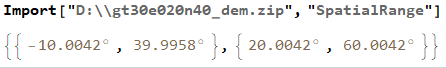 Import["D:\\gt30e020n40_dem.zip", "SpatialRange"]
{{-10.0042°, 39.9958°}, {20.0042°, 60.0042°}}